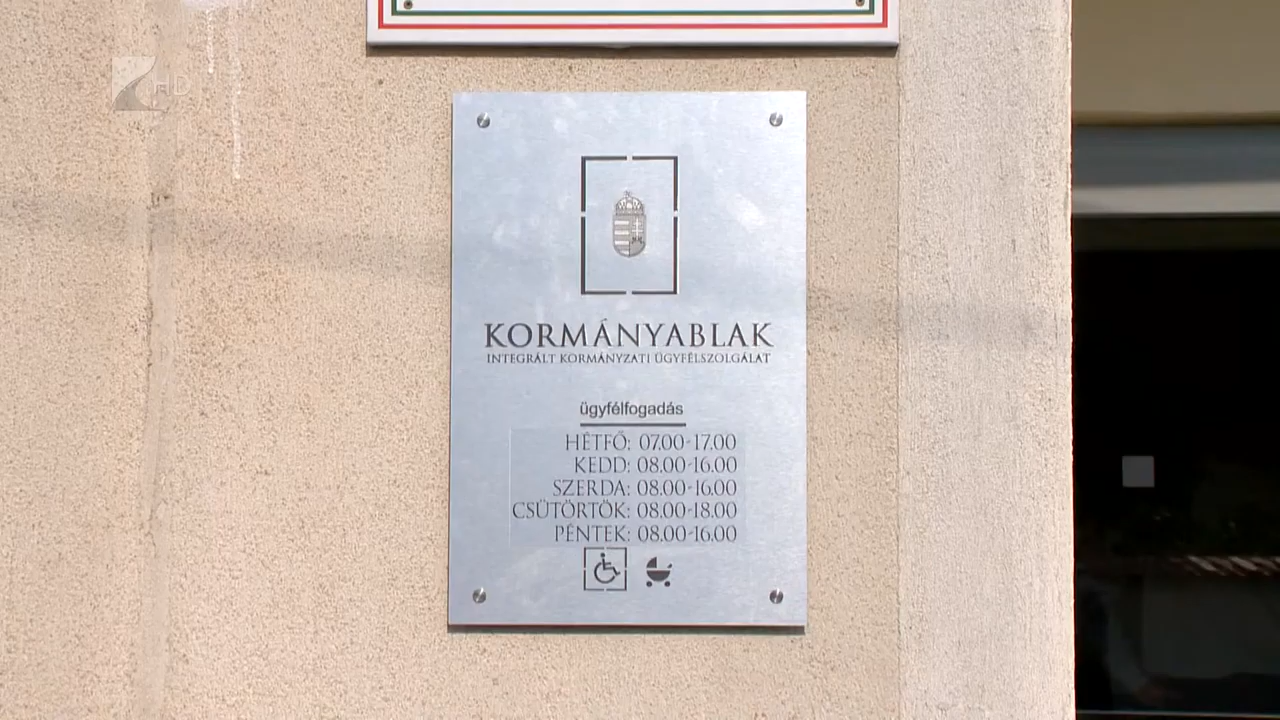 HD
KORMÁNYABLAK
INTEGRÁLT KORMÁNYZATI ÜGYFÉLSZOLGÁLAT
ügyfélfogadás
HÉTFŐ: 07.00-17.00
KEDD: 08.00-16.00
SZERDA: 08.00-16.00
CSÜTÖRTÖK: 08.00-18.00
PÉNTEK: 08.00-16.00